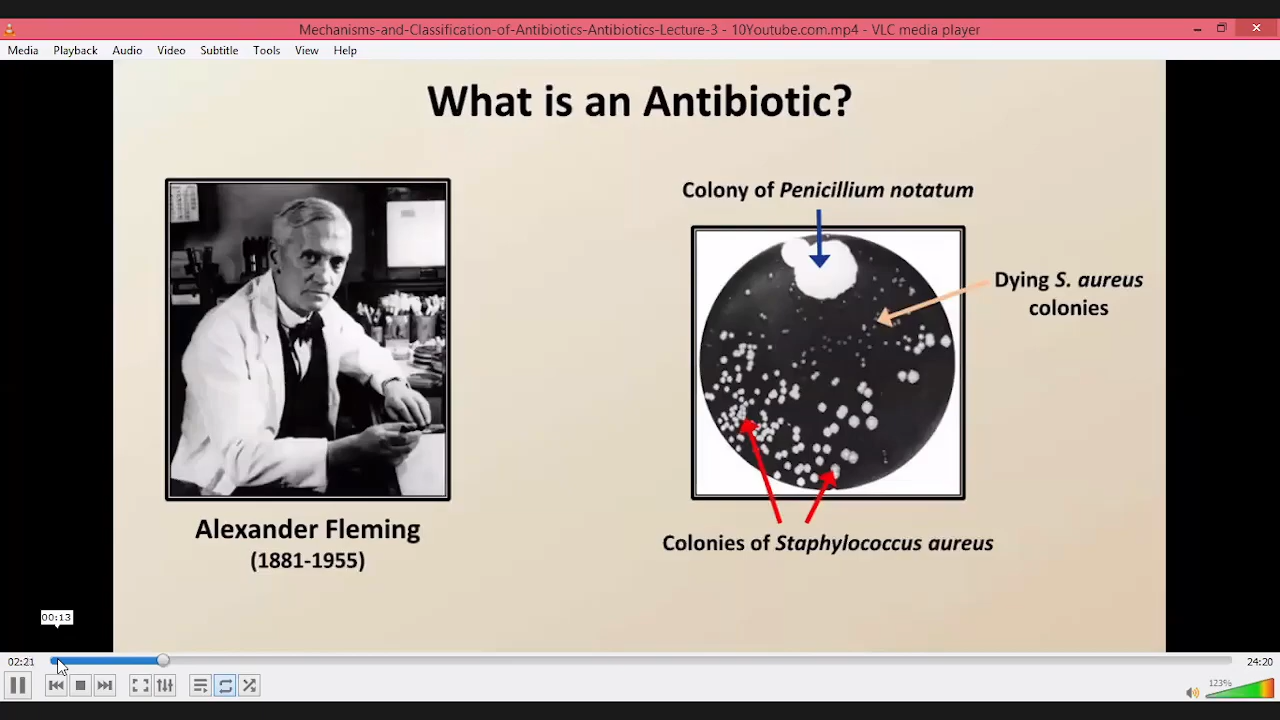 Mechanisms-and-Classification-of-Antibiotics-Antibiotics-Lecture-3 - 10Youtube.com.mp4 - VLC media player
Media Playback Audio Video Subtitle Tools View Help
What is an Antibiotic?
Colony of Penicillium notatum
Dying S. aureus
colonies
Alexander Fleming
(1881-1955)
Colonies of Staphylococcus aureus
00:13
02:21
24:20
123%